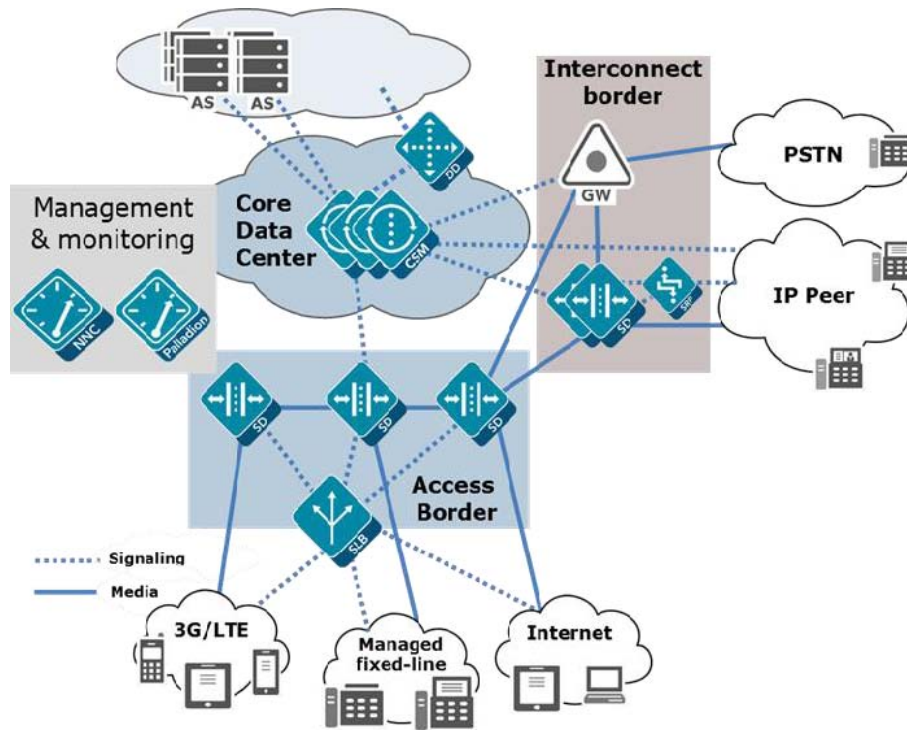 AS
AS
Interconnect
border
PSTN
GW
DD
Core
Data
Center
CSM
Management
& monitoring
NNC
Palladion
IP Peer
SD
SRP
SD
SD
SD
Access
Border
SLB
Signaling
Media
3G/LTE
Managed
fixed-line
Internet